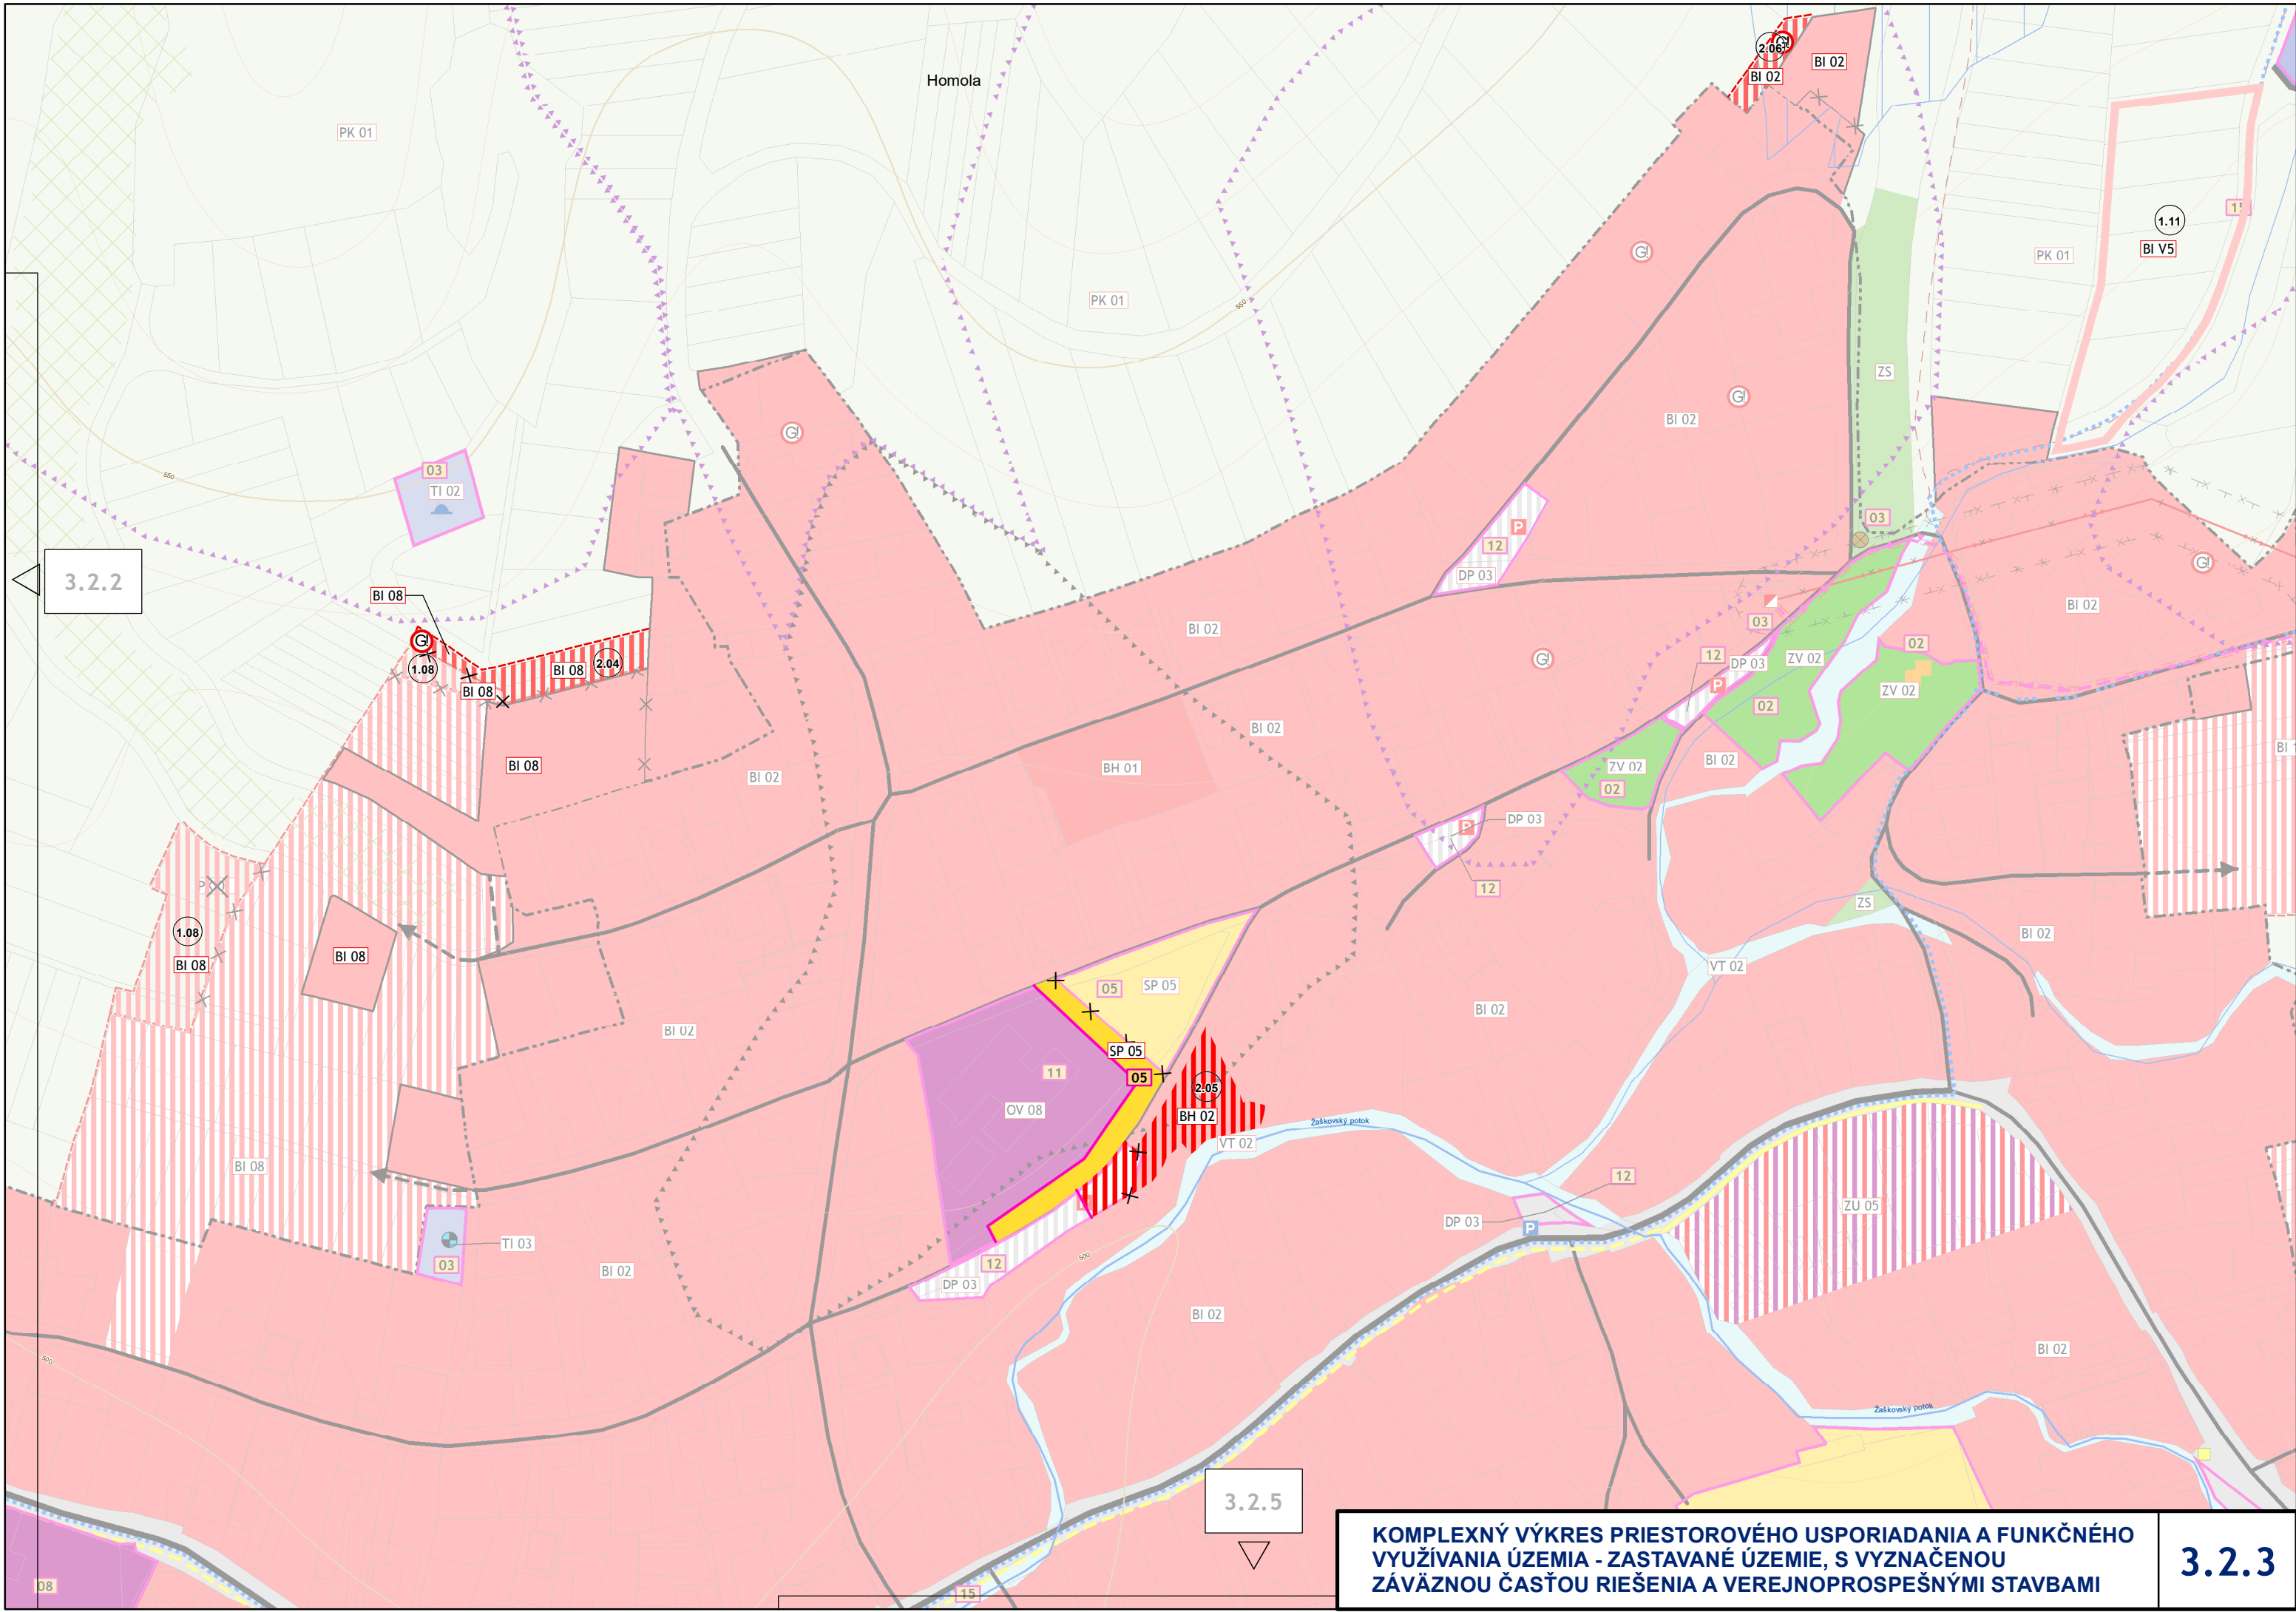 Homola
2.06
G!
BI 02
BI 02
PK 01
1.11
15
BI V5
PK 01
PK 01
550
G!
ZS
G!
BI 02
G!
03
TI 02
550
03
P
12
DP 03
G!
3.2.2
BI 08
G!
1.08
BI 08
2.04
BI 08
BI 02
BI 02
03
12
DP 03
ZV 02
02
ZV 02
P
02
G!
BI 02
BH 01
BI 02
BI 08
BI 02
ZV 02
02
P
DP 03
12
ZS
BI 02
VT 02
1.08
BI 08
BI 08
05
SP 05
BI 02
BI 02
SP 05
05
11
OV 08
2.05
BH 02
VT 02
Žaškovský potok
BI 08
12
DP 03
P
ZU 05
TI 03
03
BI 02
12
DP 03
500
BI 02
BI 02
500
Žaškovský potok
3.2.5
08
15
KOMPLEXNÝ VÝKRES PRIESTOROVÉHO USPORIADANIA A FUNKČNÉHO
VYUŽÍVANIA ÚZEMIA - ZASTAVANÉ ÚZEMIE, S VYZNAČENOU
ZÁVÄZNOU ČASŤOU RIEŠENIA A VEREJNOPROSPEŠNÝMI STAVBAMI
3.2.3